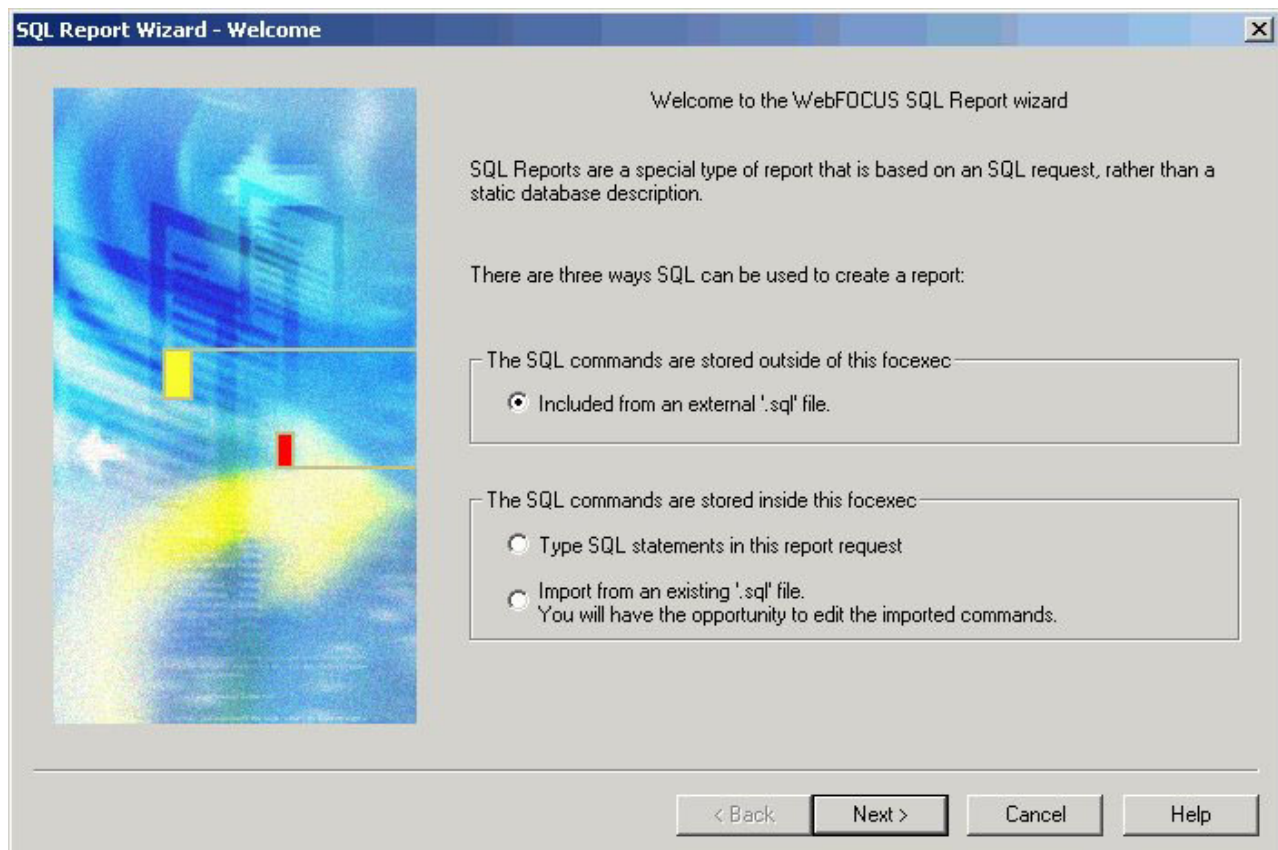 SQL Report Wizard - Welcome
Welcome to the WebFOCUS SQL Report wizard
SQL Reports are a special type of report that is based on an SQL request, rather than a
static database description.
There are three ways SQL can be used to create a report:
The SQL commands are stored outside of this focexec
Included from an external '.sql' file.
The SQL commands are stored inside this focexec
Type SQL statements in this report request
Import from an existing '.sql' file.
You will have the opportunity to edit the imported commands.
< Back
Next >
Cancel
Help